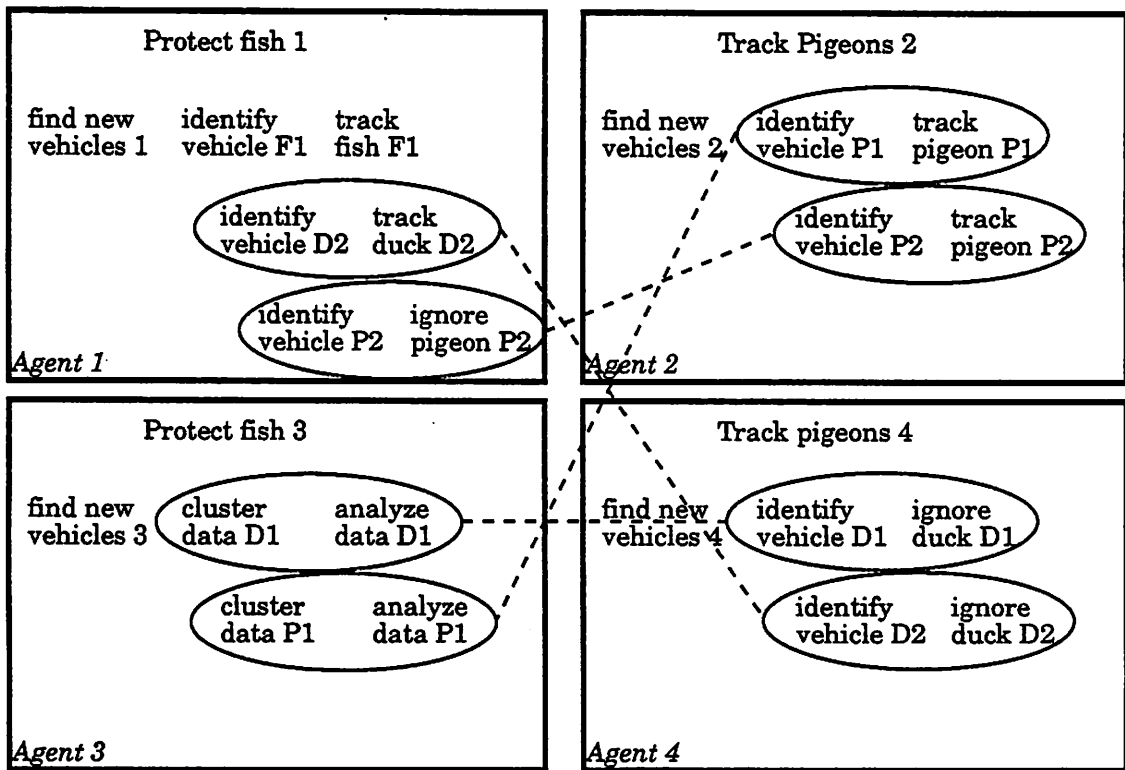 Protect fish 1
find new identify track
vehicles 1 vehicle F1 fish F1
identify track
vehicle D2 duck D2
identify ignore
vehicle P2 pigeon P2
Agent 1
Track Pigeons 2
find new identify track
vehicles 2 vehicle P1 pigeon P1
identify track
vehicle P2 pigeon P2
Agent 2
Protect fish 3
find new cluster analyze
vehicles 3 data D1 data D1
cluster analyze
data P1 data P1
Agent 3
Track pigeons 4
find new identify ignore
vehicles 4 vehicle D1 duck D1
identify ignore
vehicle D2 duck D2
Agent 4